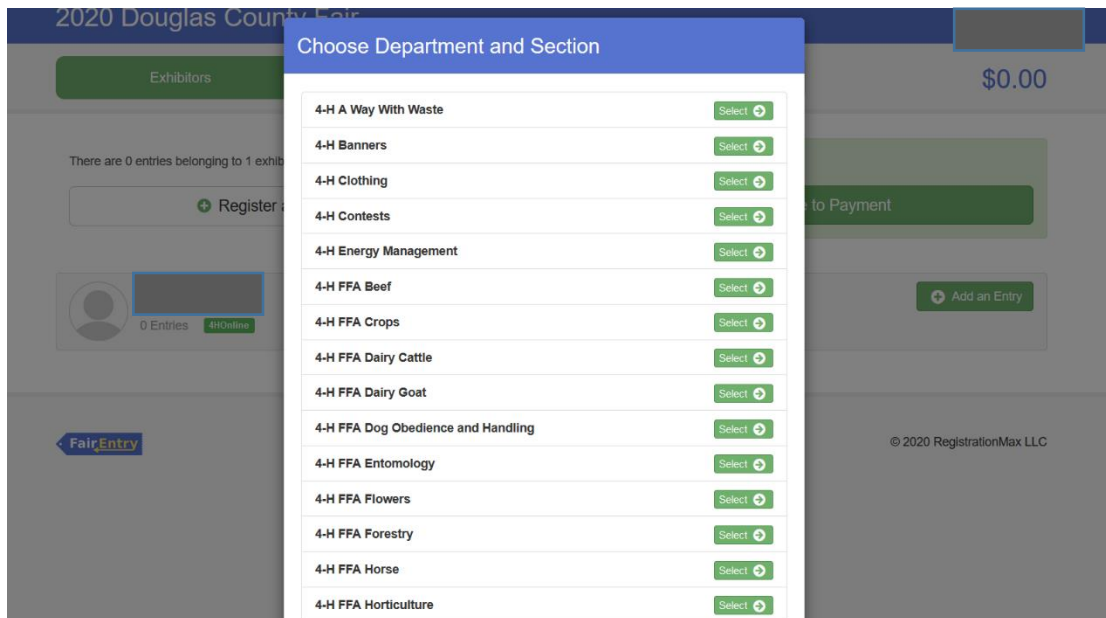 2020 Douglas County Fair
Choose Department and Section
Exhibitors
$0.00
There are 0 entries belonging to 1 exhib
Register
to Payment
0 Entries
4HOnline
Add an Entry
4-H A Way With Waste Select
4-H Banners Select
4-H Clothing Select
4-H Contests Select
4-H Energy Management Select
4-H FFA Beef Select
4-H FFA Crops Select
4-H FFA Dairy Cattle Select
4-H FFA Dairy Goat Select
4-H FFA Dog Obedience and Handling Select
4-H FFA Entomology Select
4-H FFA Flowers Select
4-H FFA Forestry Select
4-H FFA Horse Select
4-H FFA Horticulture Select
FairEntry
© 2020 RegistrationMax LLC